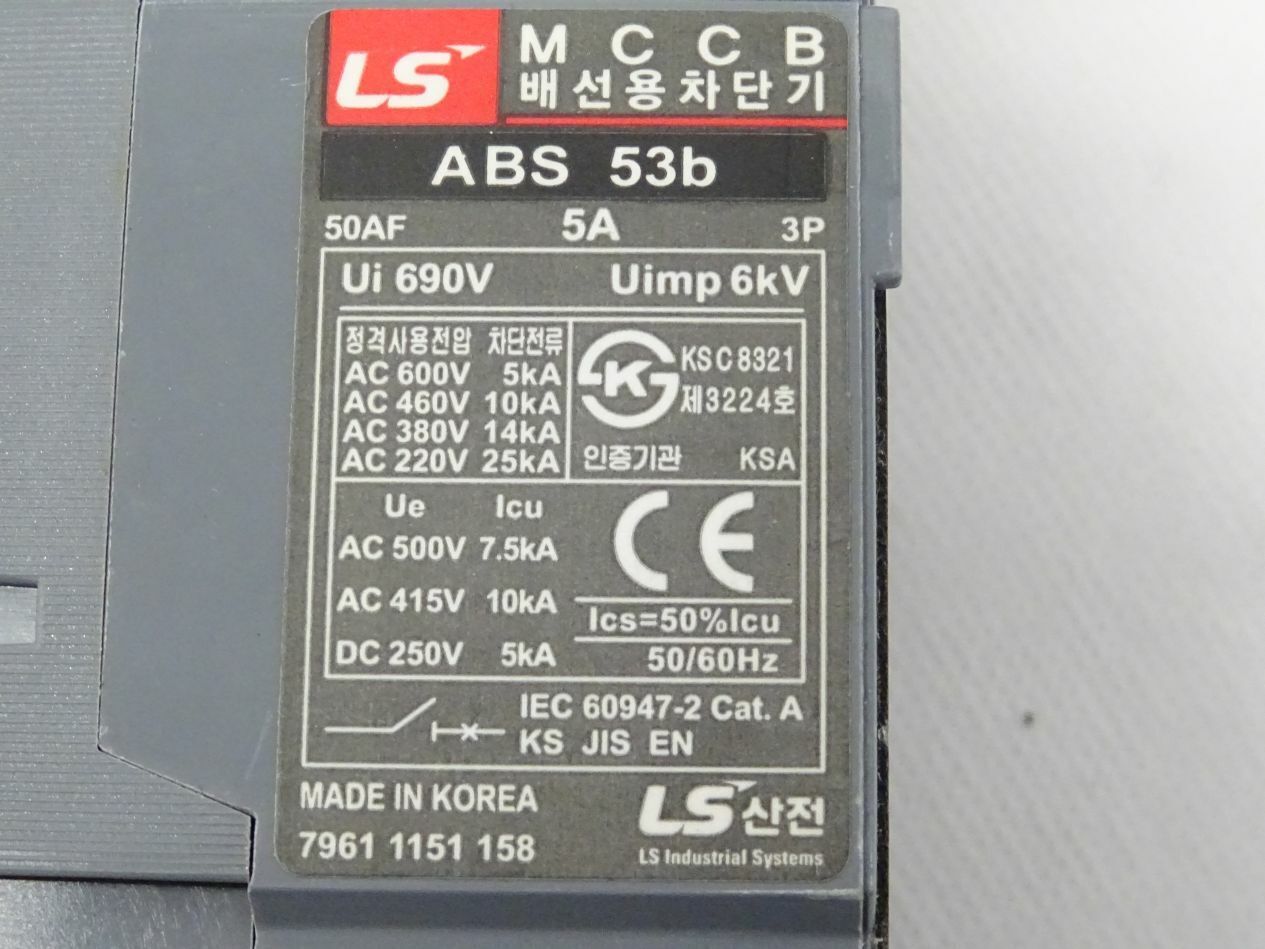 LS
M C C B
배선용차단기
ABS 53b
50AF 5A 3P
Ui 690V Uimp 6kV
정격사용전압 차단전류
AC 600V 5kA
AC 460V 10kA
AC 380V 14kA
AC 220V 25kA
KS C 8321
제3224호
인증기관 KSA
Ue Icu
AC 500V 7.5kA
AC 415V 10kA
DC 250V 5kA
CE
Ics=50%Icu
50/60Hz
IEC 60947-2 Cat. A
KS JIS EN
MADE IN KOREA
7961 1151 158
LS산전
LS Industrial Systems